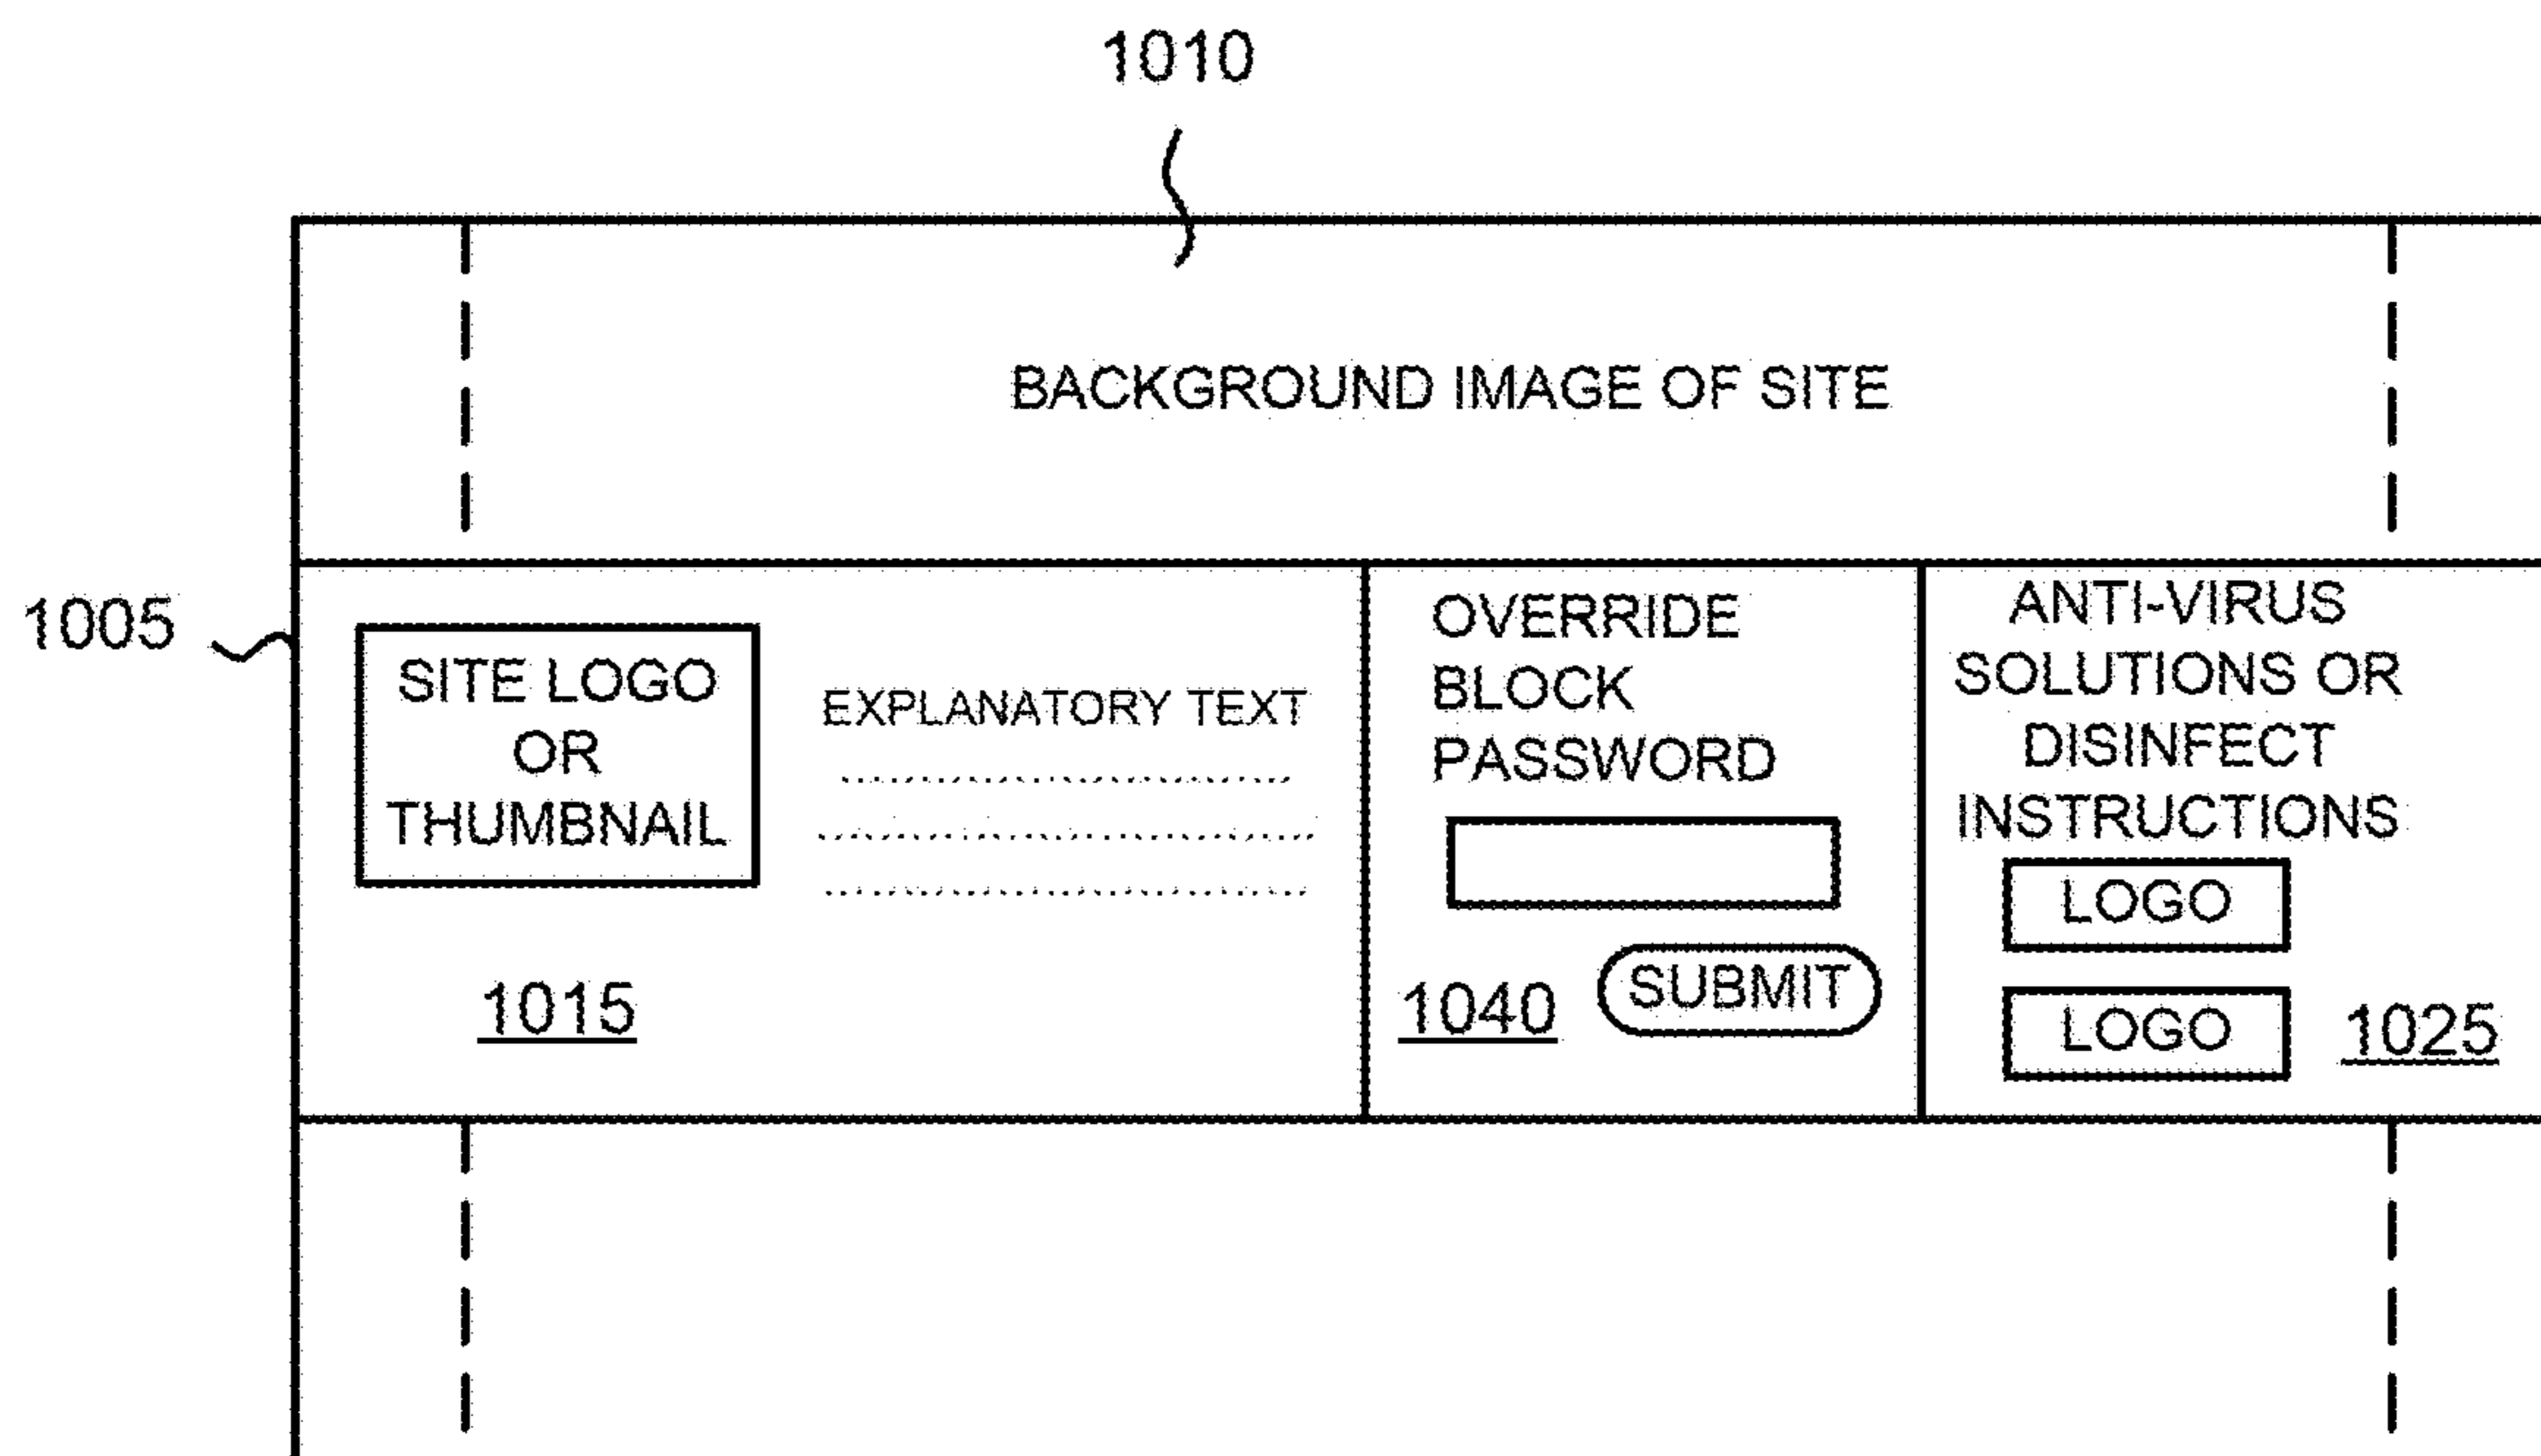 1010
BACKGROUND IMAGE OF SITE
1005
SITE LOGO
OR
THUMBNAIL
EXPLANATORY TEXT
1015
OVERRIDE
BLOCK
PASSWORD
SUBMIT
1040
ANTI-VIRUS
SOLUTIONS OR
DISINFECT
INSTRUCTIONS
LOGO
LOGO
1025